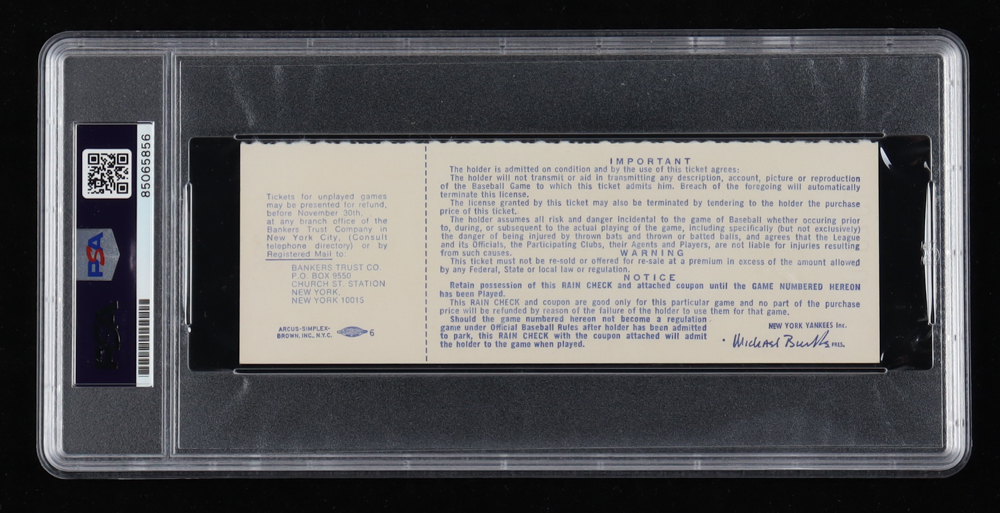 85065856
PSA
Tickets for unplayed games
may be presented for refund,
before November 30th,
at any branch office of the
Bankers Trust Company in
New York City, (Consult
telephone directory) or by
Registered Mail to:
BANKERS TRUST CO.
P.O. BOX 9550
CHURCH ST. STATION
NEW YORK,
NEW YORK 10015
ARCUS-SIMPLEX-
BROWN, INC., N.Y.C.
6
IMPORTANT
The holder is admitted on condition and by the use of this ticket agrees:
The holder will not transmit or aid in transmitting any description, account, picture or reproduction
of the Baseball Game to which this ticket admits him. Breach of the foregoing will automatically
terminate this license.
The license granted by this ticket may also be terminated by tendering to the holder the purchase
price of this ticket.
The holder assumes all risk and danger incidental to the game of Baseball whether occuring prior
to, during, or subsequent to the actual playing of the game, including specifically (but not exclusively)
the danger of being injured by thrown bats and thrown or batted balls, and agrees that the League
and its Officials, the Participating Clubs, their Agents and Players, are not liable for injuries resulting
from such causes.
WARNING
This ticket must not be re-sold or offered for re-sale at a premium in excess of the amount allowed
by any Federal, State or local law or regulation.
NOTICE
Retain possession of this RAIN CHECK and attached coupon until the GAME NUMBERED HEREON
has been Played.
This RAIN CHECK and coupon are good only for this particular game and no part of the purchase
price will be refunded by reason of the failure of the holder to use them for that game.
Should the game numbered hereon not become a regulation
game under Official Baseball Rules after holder has been admitted
to park, this RAIN CHECK with the coupon attached will admit
the holder to the game when played.
NEW YORK YANKEES Inc.
Michael Burke PRES.